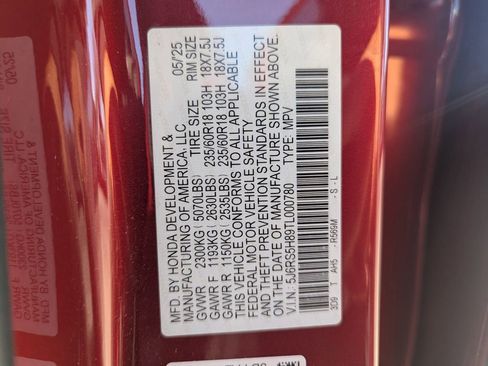 MFD. BY HONDA DEVELOPMENT & 05/25
MANUFACTURING OF AMERICA, LLC
TIRE SIZE RIM SIZE
GVWR 2300KG ( 5070LBS)
GAWR F 1193KG ( 2630LBS) 235/60R18 103H 18X7.5J
GAWR R 1150KG ( 2535LBS) 235/60R18 103H 18X7.5J
THIS VEHICLE CONFORMS TO ALL APPLICABLE
FEDERAL MOTOR VEHICLE SAFETY
AND THEFT PREVENTION STANDARDS IN EFFECT
ON THE DATE OF MANUFACTURE SHOWN ABOVE.
V.I.N.: 5J6RS5H89TL000780 TYPE: MPV
3D9 T AH5 - R569M - S - L